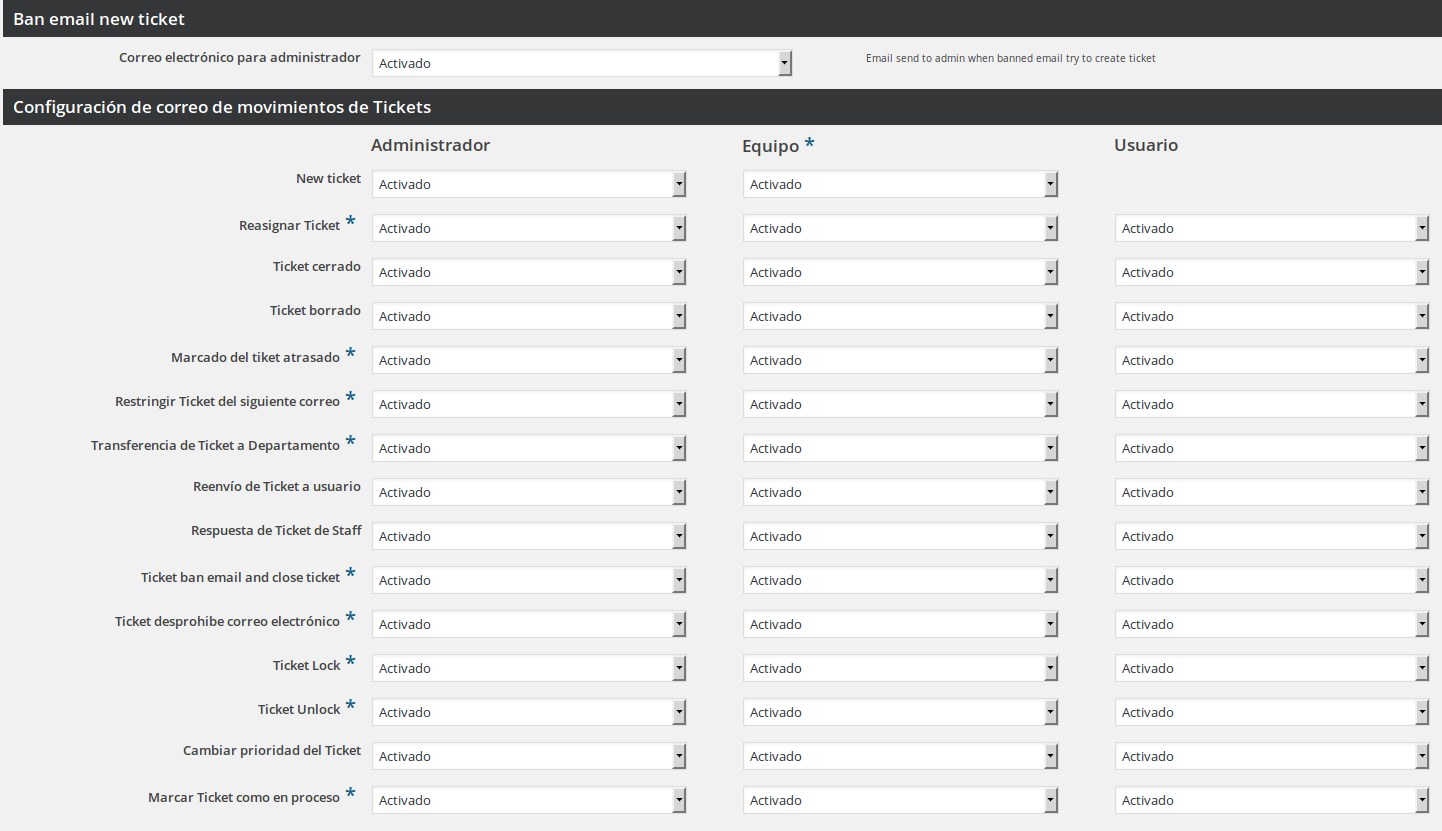 Ban email new ticket
Correo electrónico para administrador Activado Email send to admin when banned email try to create ticket
Configuración de correo de movimientos de Tickets
Administrador Equipo * Usuario
New ticket Activado Activado
Reasignar Ticket * Activado Activado Activado
Ticket cerrado Activado Activado Activado
Ticket borrado Activado Activado Activado
Marcado del tiket atrasado * Activado Activado Activado
Restringir Ticket del siguiente correo * Activado Activado Activado
Transferencia de Ticket a Departamento * Activado Activado Activado
Reenvío de Ticket a usuario Activado Activado Activado
Respuesta de Ticket de Staff Activado Activado Activado
Ticket ban email and close ticket * Activado Activado Activado
Ticket desprohibe correo electrónico * Activado Activado Activado
Ticket Lock * Activado Activado Activado
Ticket Unlock * Activado Activado Activado
Cambiar prioridad del Ticket Activado Activado Activado
Marcar Ticket como en proceso * Activado Activado Activado